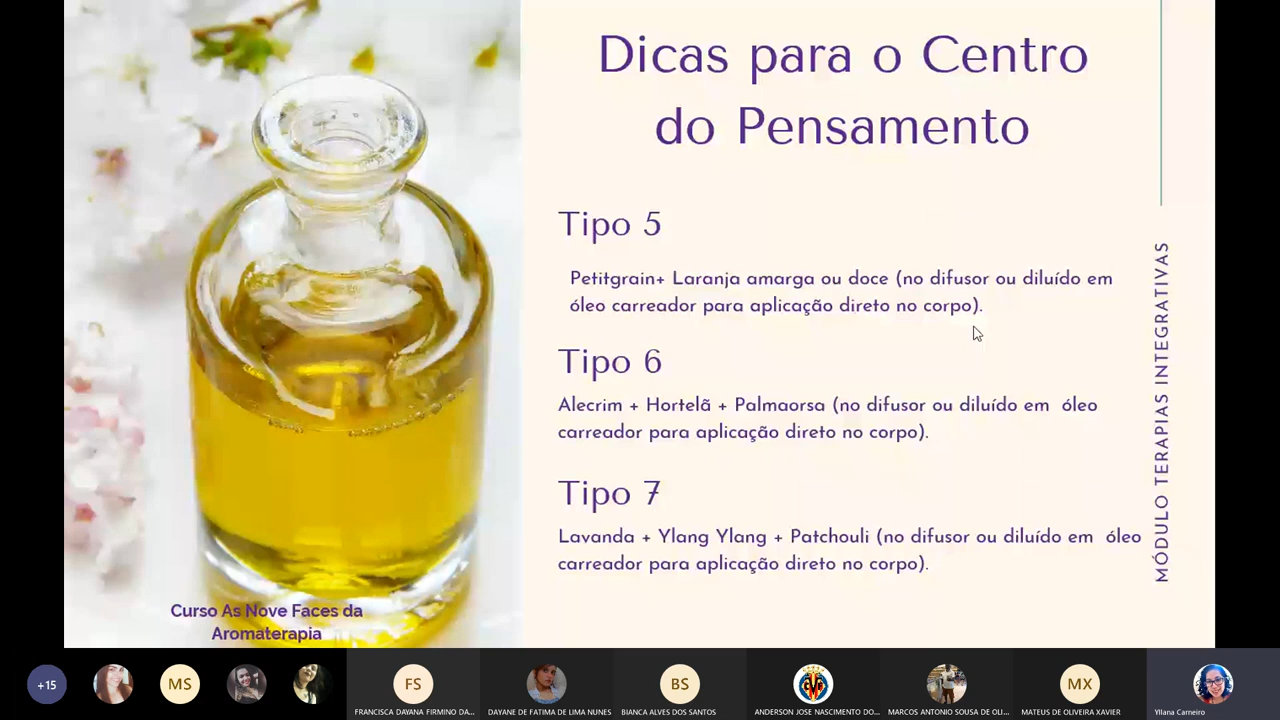 Dicas para o Centro
do Pensamento
Tipo 5
Petitgrain+ Laranja amarga ou doce (no difusor ou diluído em
óleo carreador para aplicação direto no corpo).
Tipo 6
Alecrim + Hortelã + Palmaorsa (no difusor ou diluído em óleo
carreador para aplicação direto no corpo).
Tipo 7
Lavanda + Ylang Ylang + Patchouli (no difusor ou diluído em óleo
carreador para aplicação direto no corpo).
MÓDULO TERAPIAS INTEGRATIVAS
Curso As Nove Faces da
Aromaterapia
+15
MS
FS
BS
MX
FRANCISCA DAYANA FIRMINO DA...
DAYANE DE FATIMA DE LIMA NUNES
BIANCA ALVES DOS SANTOS
ANDERSON JOSE NASCIMENTO DO...
MARCOS ANTONIO SOUSA DE OLI...
MATEUS DE OLIVEIRA XAVIER
Yllana Carneiro